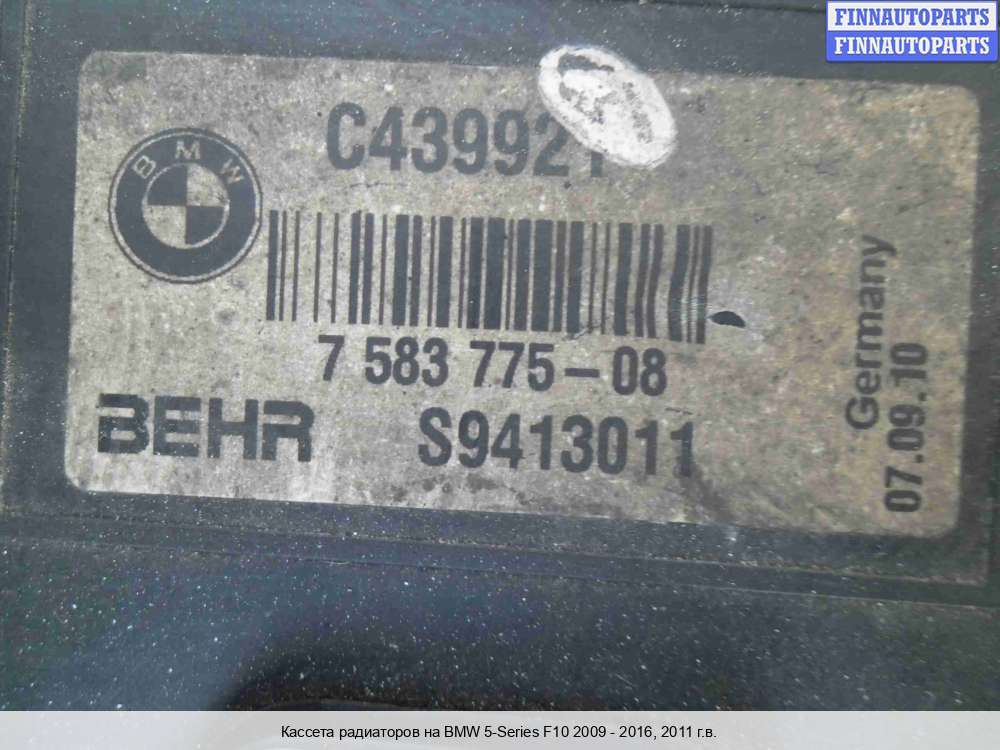 FINNAUTOPARTS
FINNAUTOPARTS
C439921
BMW
7 583 775-08
BEHR
S9413011
Germany
07.09.10
Кассета радиаторов на BMW 5-Series F10 2009 - 2016, 2011 г.в.